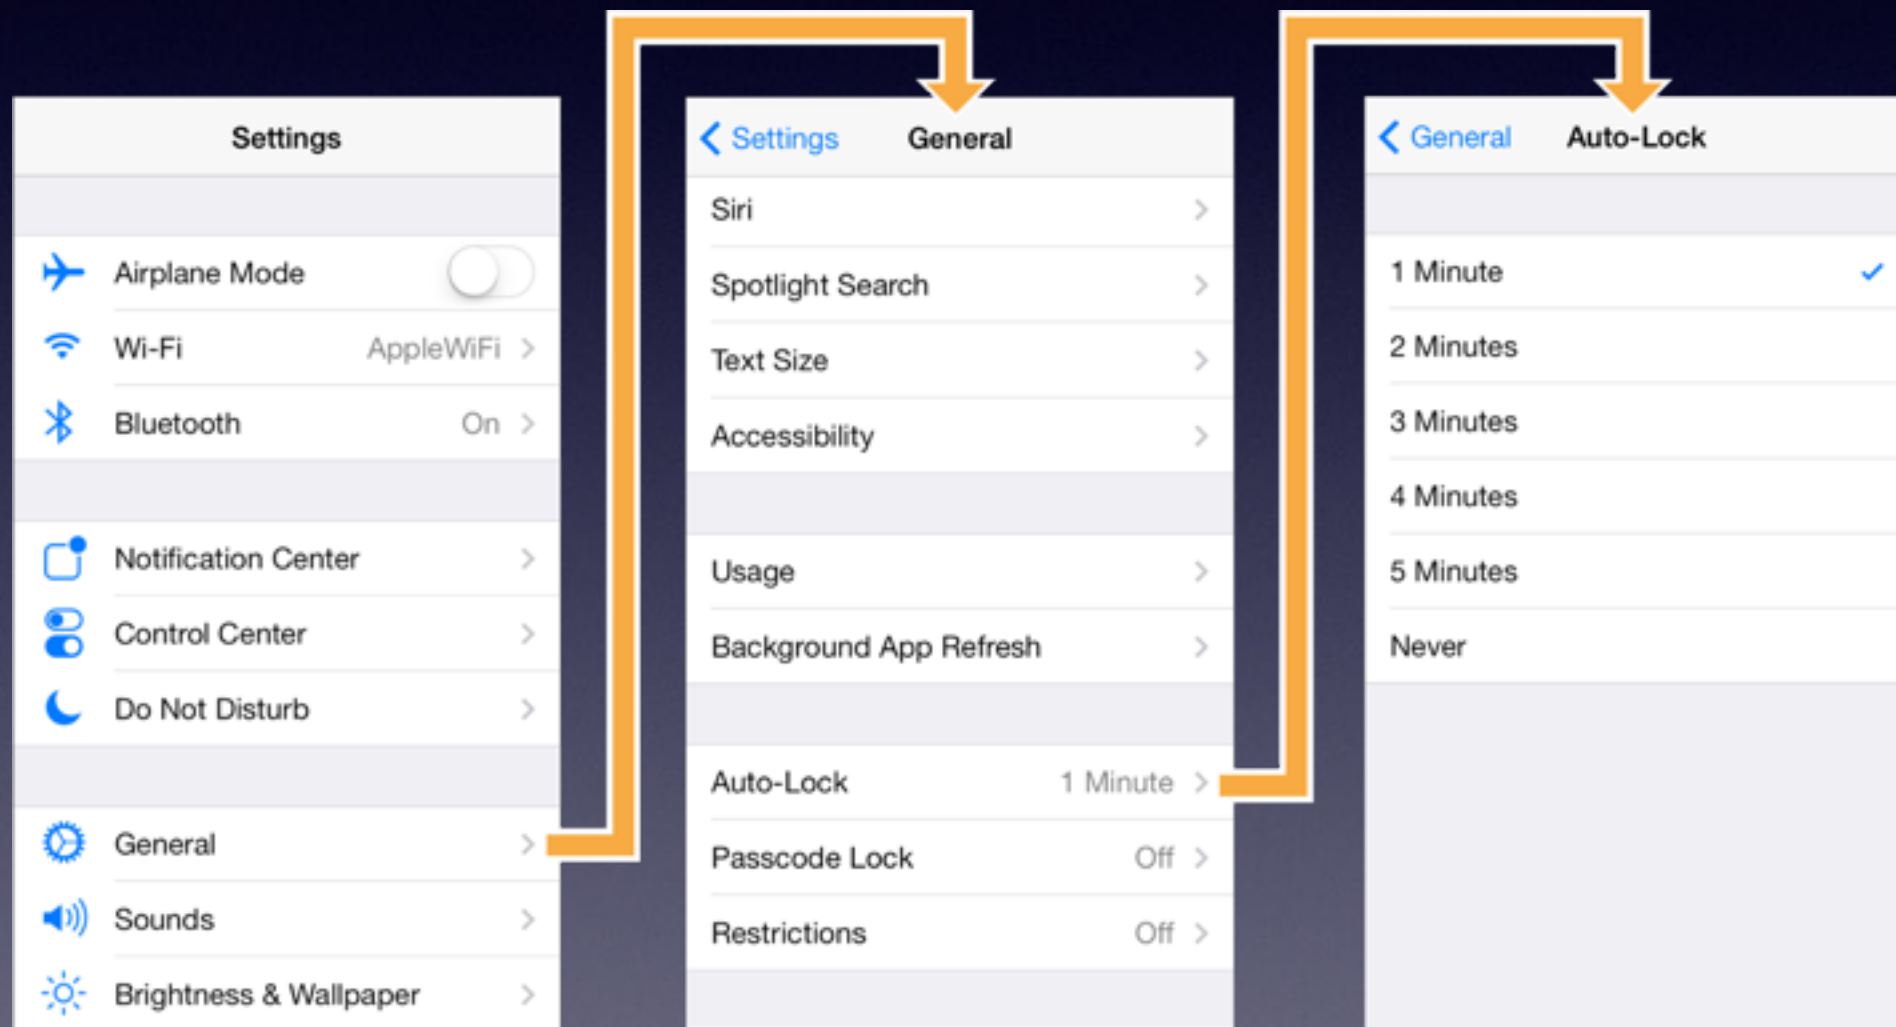 Settings
Airplane Mode
Wi-Fi AppleWiFi
Bluetooth On
Notification Center
Control Center
Do Not Disturb
General
Sounds
Brightness & Wallpaper
Settings General
Siri
Spotlight Search
Text Size
Accessibility
Usage
Background App Refresh
Auto-Lock 1 Minute
Passcode Lock Off
Restrictions Off
General Auto-Lock
1 Minute
2 Minutes
3 Minutes
4 Minutes
5 Minutes
Never